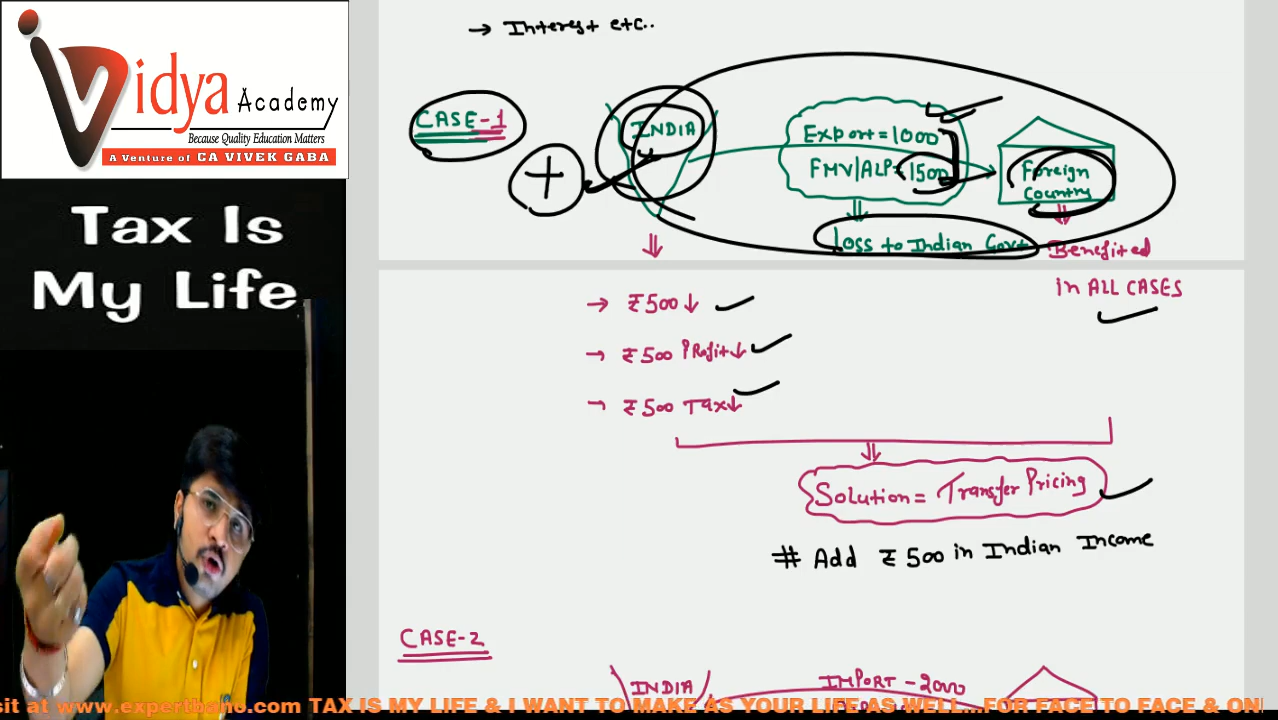 Vidya
Academy
Because Quality Education Matters
A Venture of CA VIVEK GABA
Tax Is
My Life
→ Interest etc..
CASE-1
INDIA
+
Export = 1000
FMV/ALP = 1500
Foreign
Country
Loss to Indian Govt
Benefited
in ALL CASES
→ ₹500↓
→ ₹500 Profit↓
→ ₹500 Tax↓
Solution = Transfer Pricing
# Add ₹500 in Indian Income
CASE-2
INDIA
IMPORT - 2000
sit at www.expertbano.com TAX IS MY LIFE & I WANT TO MAKE AS YOUR LIFE AS WELL....FOR FACE TO FACE & ON